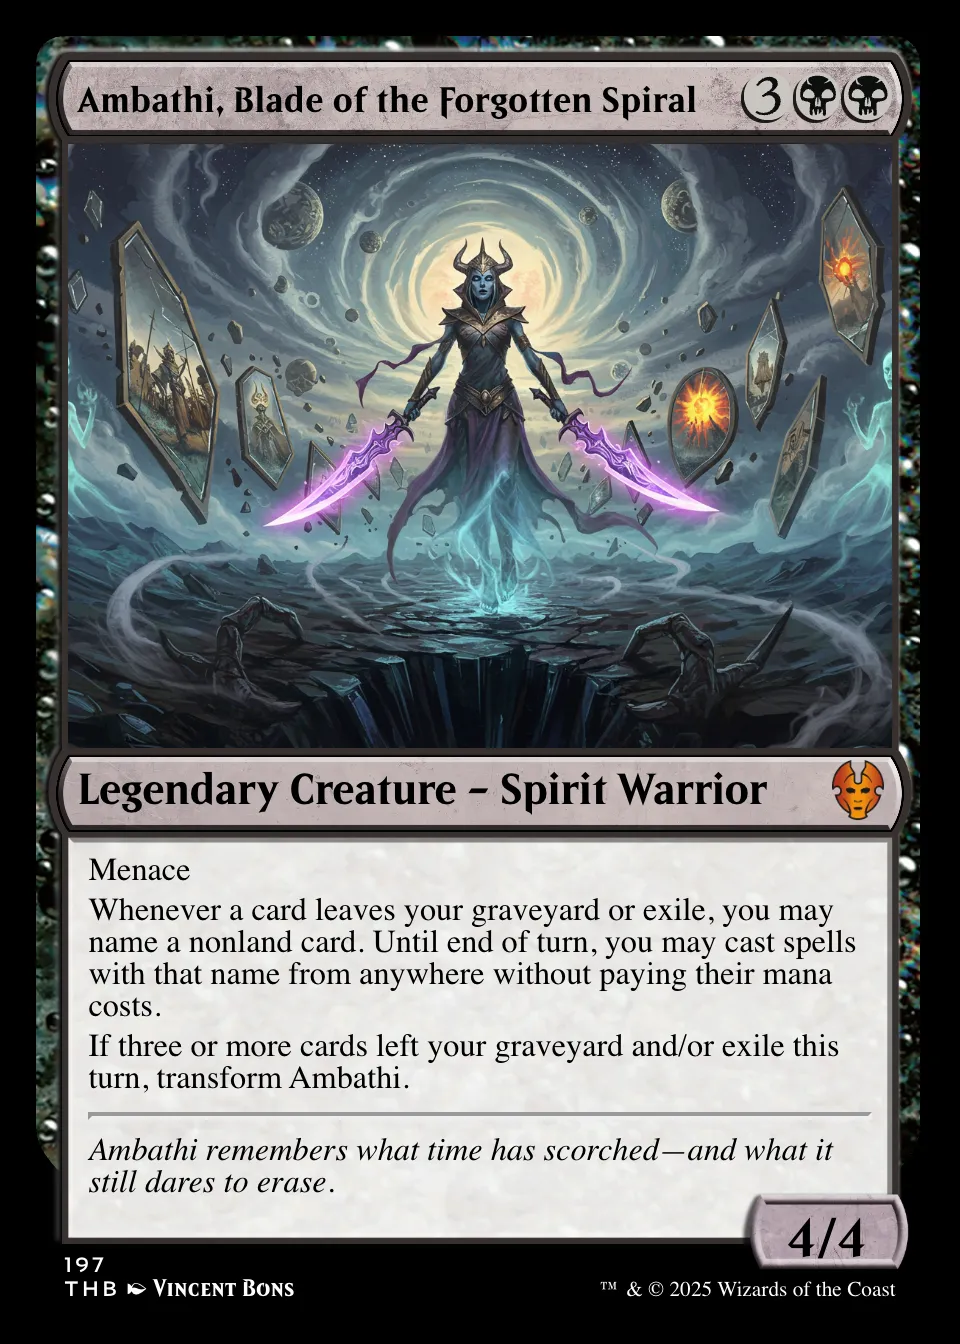 Ambathi, Blade of the Forgotten Spiral 3
Legendary Creature – Spirit Warrior
Menace
Whenever a card leaves your graveyard or exile, you may
name a nonland card. Until end of turn, you may cast spells
with that name from anywhere without paying their mana
costs.
If three or more cards left your graveyard and/or exile this
turn, transform Ambathi.
Ambathi remembers what time has scorched—and what it
still dares to erase.
4/4
197
THB Vincent Bons
™ & © 2025 Wizards of the Coast